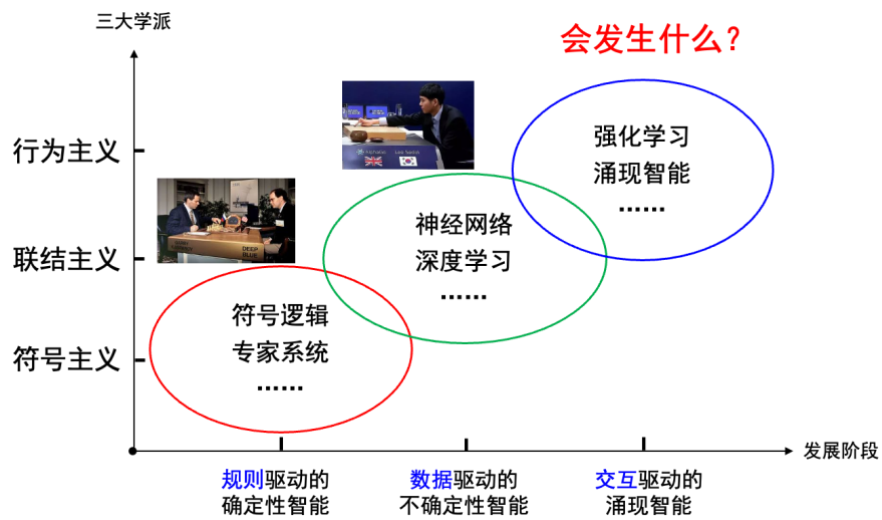 三大学派
会发生什么？
行为主义
强化学习
涌现智能
……
联结主义
神经网络
深度学习
……
DEEP
BLUE
符号主义
符号逻辑
专家系统
……
发展阶段
规则驱动的
确定性智能
数据驱动的
不确定性智能
交互驱动的
涌现智能